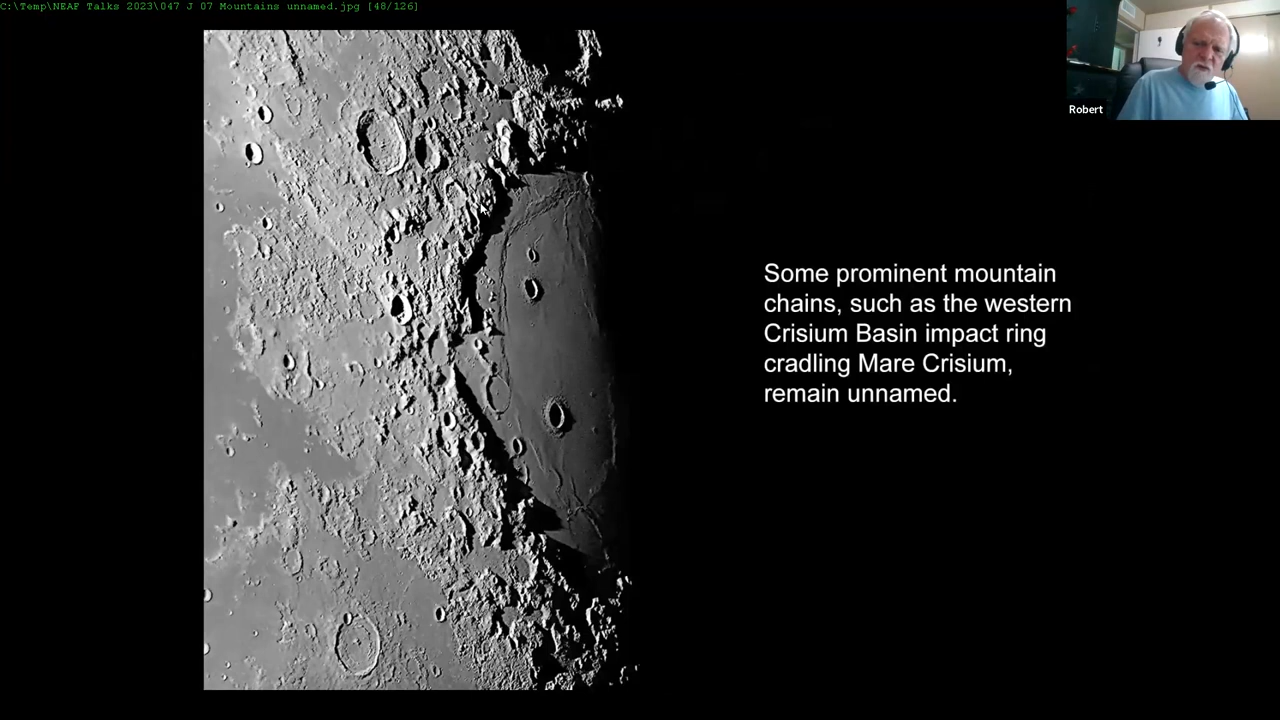 C:\Temp\NEAF Talks 2023\047 J 07 Mountains unnamed.jpg [48/126]
Robert
Some prominent mountain
chains, such as the western
Crisium Basin impact ring
cradling Mare Crisium,
remain unnamed.